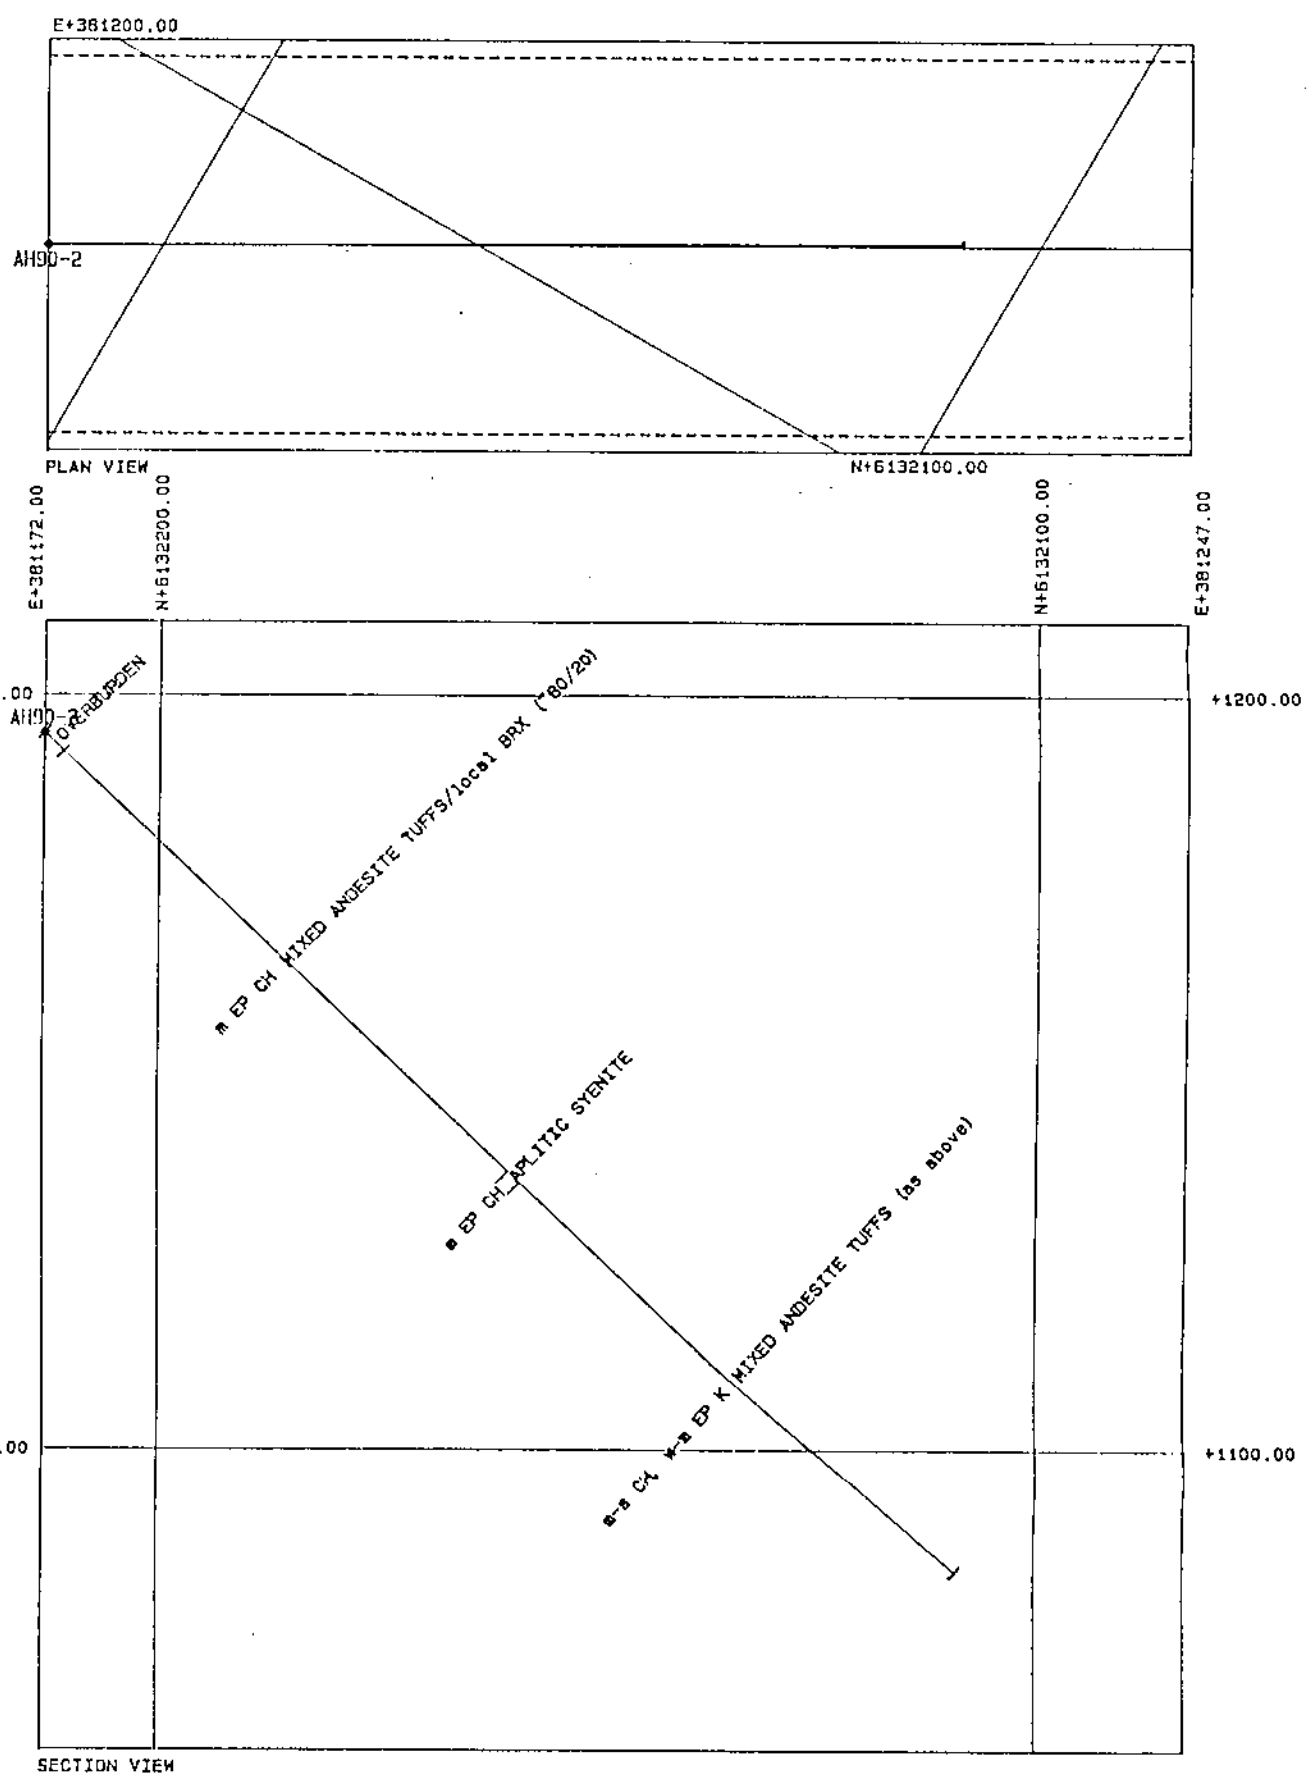 E+381200.00
AH90-2
PLAN VIEW
N+6132100.00
E+381172.00
N+6132200.00
N+6132100.00
E+381247.00
OVERBURDEN
.00
+1200.00
AH90-2
m EP CH MIXED ANDESITE TUFFS/local BRX (~80/20)
m EP CH APLITIC SYENITE
m-s CH, w-m EP K MIXED ANDESITE TUFFS (as above)
.00
+1100.00
SECTION VIEW